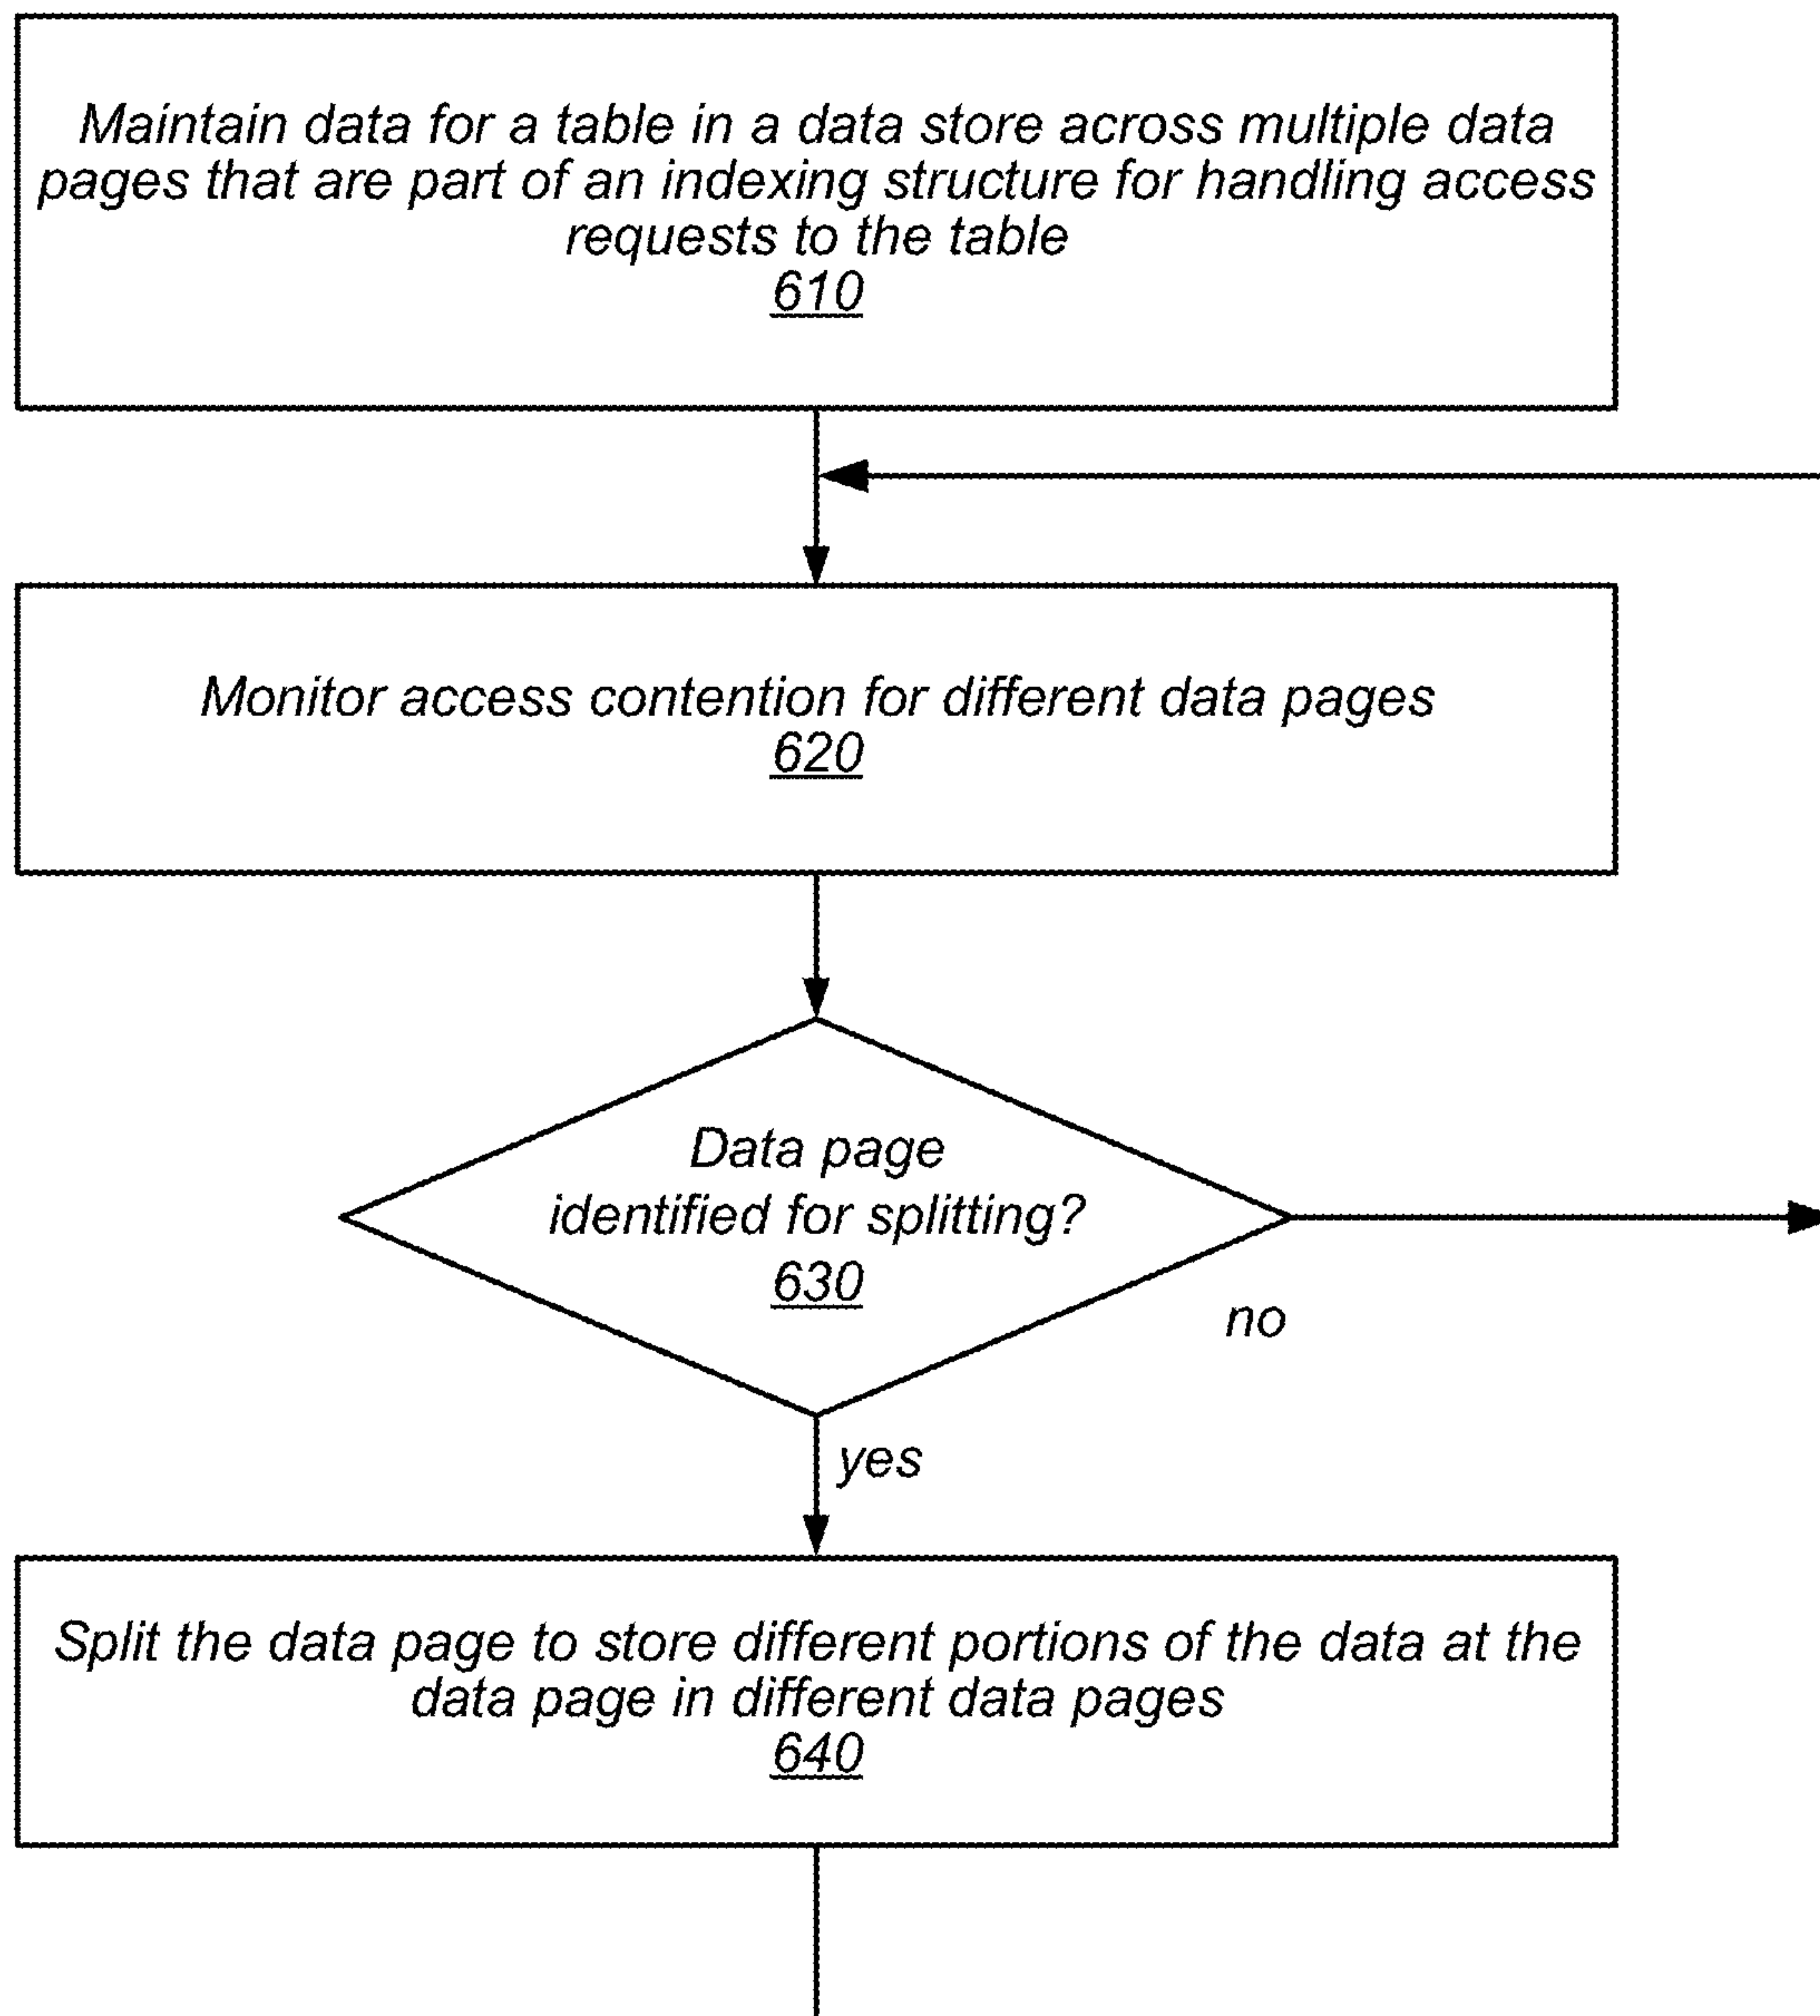 Maintain data for a table in a data store across multiple data
pages that are part of an indexing structure for handling access
requests to the table
610
Monitor access contention for different data pages
620
Data page
identified for splitting?
630
no
yes
Split the data page to store different portions of the data at the
data page in different data pages
640